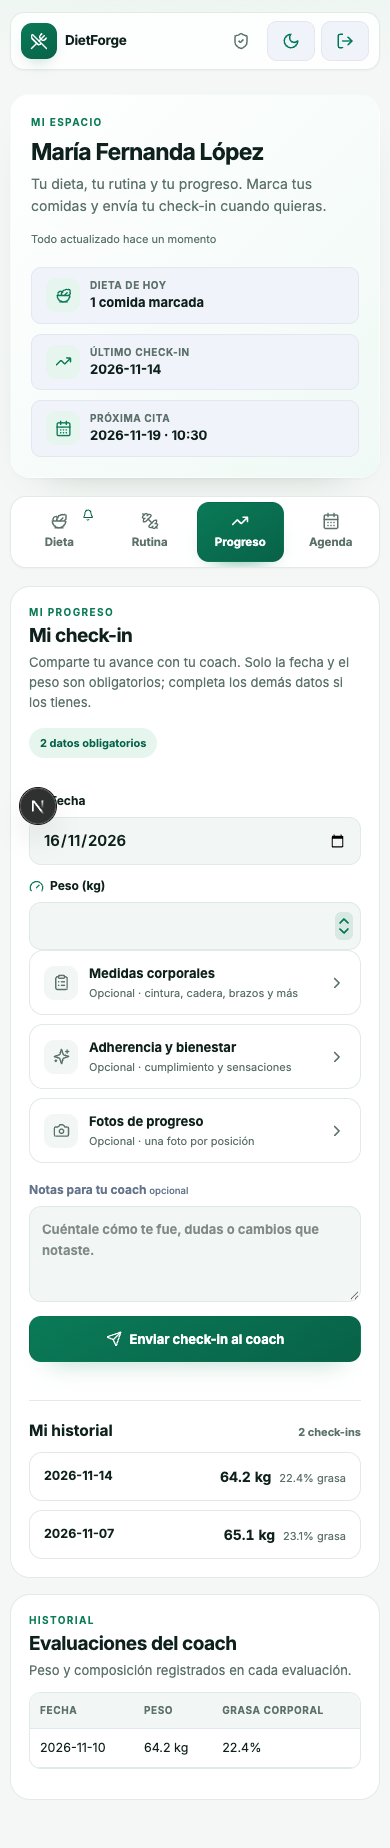 DietForge
MI ESPACIO
María Fernanda López
Tu dieta, tu rutina y tu progreso. Marca tus
comidas y envía tu check-in cuando quieras.
Todo actualizado hace un momento
DIETA DE HOY
1 comida marcada
ÚLTIMO CHECK-IN
2026-11-14
PRÓXIMA CITA
2026-11-19 · 10:30
Dieta
Rutina
Progreso
Agenda
MI PROGRESO
Mi check-in
Comparte tu avance con tu coach. Solo la fecha y el
peso son obligatorios; completa los demás datos si
los tienes.
2 datos obligatorios
N
Fecha
16/11/2026
Peso (kg)
Medidas corporales
Opcional · cintura, cadera, brazos y más
Adherencia y bienestar
Opcional · cumplimiento y sensaciones
Fotos de progreso
Opcional · una foto por posición
Notas para tu coach opcional
Cuéntale cómo te fue, dudas o cambios que
notaste.
Enviar check-in al coach
Mi historial 2 check-ins
2026-11-14 64.2 kg 22.4% grasa
2026-11-07 65.1 kg 23.1% grasa
HISTORIAL
Evaluaciones del coach
Peso y composición registrados en cada evaluación.
FECHA PESO GRASA CORPORAL
2026-11-10 64.2 kg 22.4%